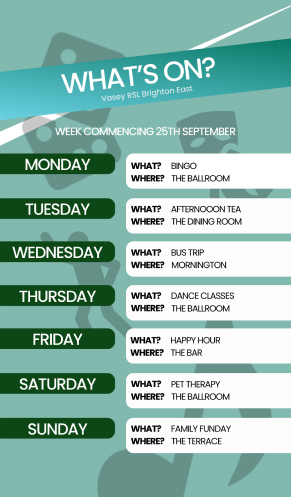 WHAT'S ON?
Vasey RSL Brighton East
WEEK COMMENCING 25TH SEPTEMBER
MONDAY
WHAT? BINGO
WHERE? THE BALLROOM
TUESDAY
WHAT? AFTERNOOON TEA
WHERE? THE DINING ROOM
WEDNESDAY
WHAT? BUS TRIP
WHERE? MORNINGTON
THURSDAY
WHAT? DANCE CLASSES
WHERE? THE BALLROOM
FRIDAY
WHAT? HAPPY HOUR
WHERE? THE BAR
SATURDAY
WHAT? PET THERAPY
WHERE? THE BALLROOM
SUNDAY
WHAT? FAMILY FUNDAY
WHERE? THE TERRACE